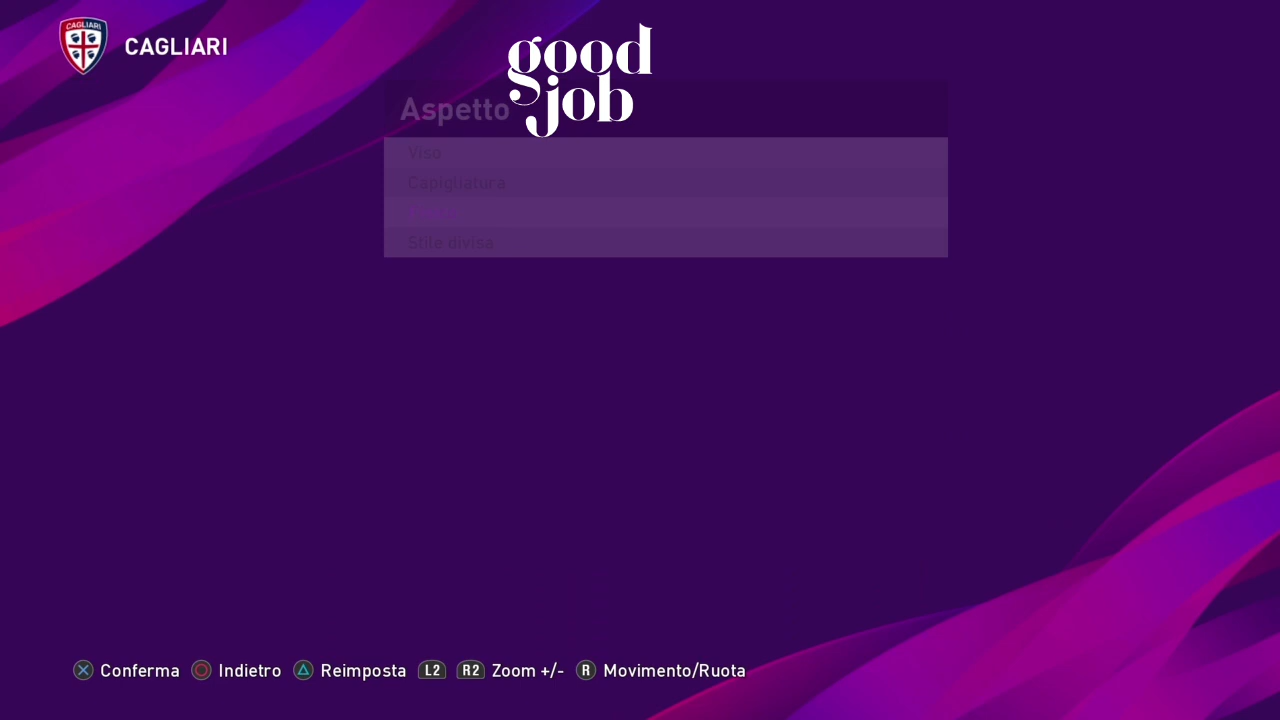 CAGLIARI
CAGLIARI
good
job
Aspetto
Viso
Capigliatura
Stile divisa
Conferma Indietro Reimposta L2 R2 Zoom +/- R Movimento/Ruota